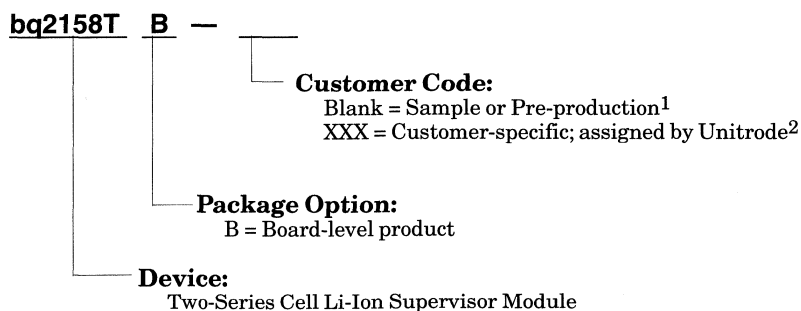 bq2158T B —
Customer Code:
Blank = Sample or Pre-production1
XXX = Customer-specific; assigned by Unitrode2
Package Option:
B = Board-level product
Device:
Two-Series Cell Li-Ion Supervisor Module